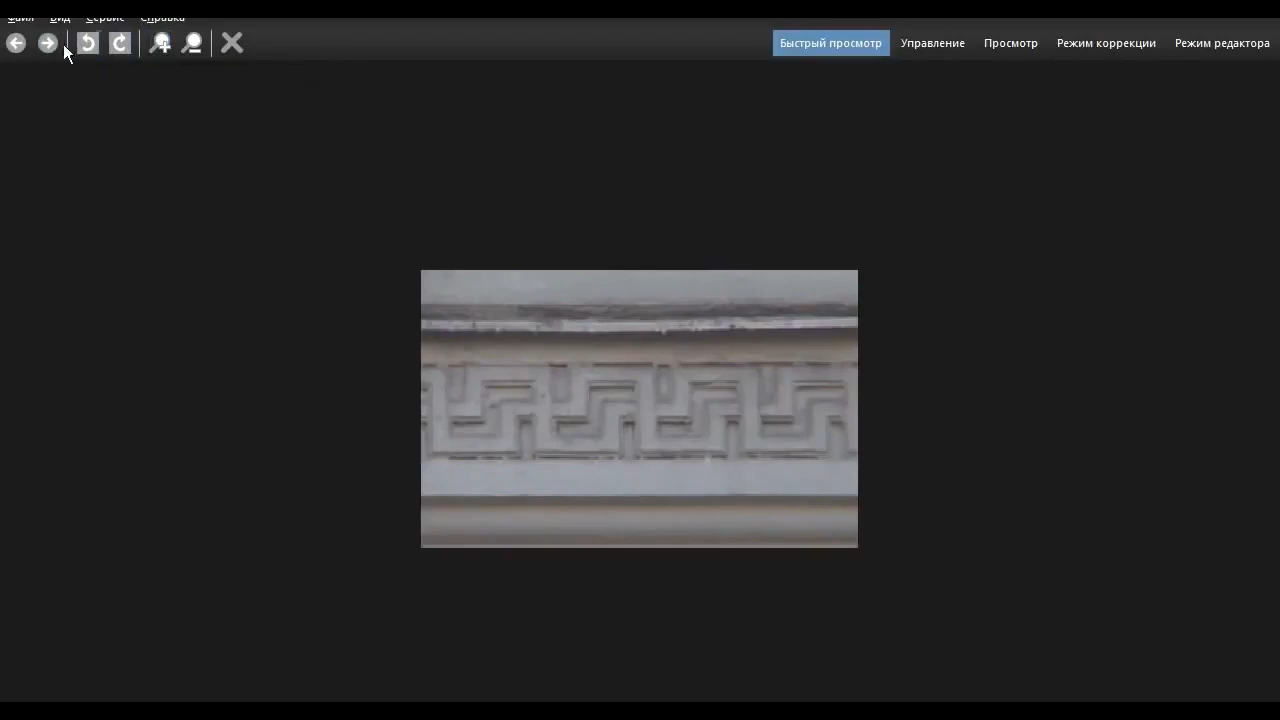 Файл Вид Сервис Справка
Быстрый просмотр Управление Просмотр Режим коррекции Режим редактора